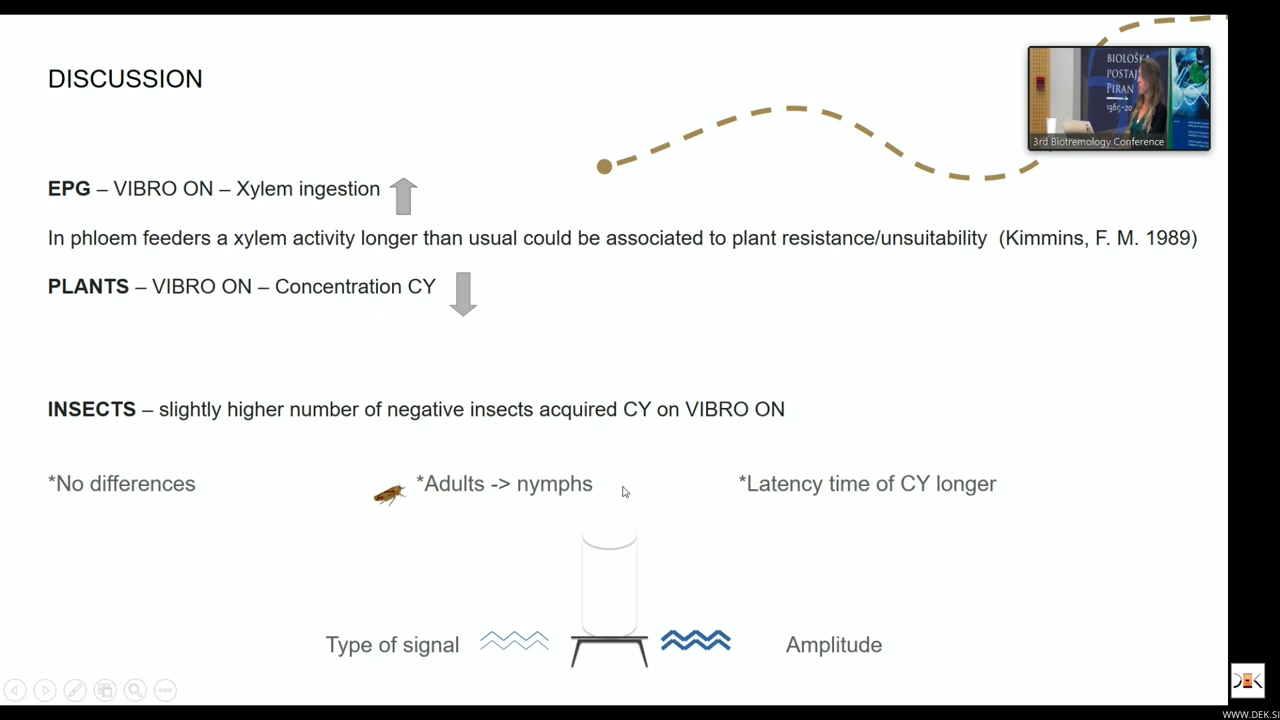 DISCUSSION
BIOLOŠKA
POSTAJ
PIRAN
3rd Biotremology Conference
EPG – VIBRO ON – Xylem ingestion
In phloem feeders a xylem activity longer than usual could be associated to plant resistance/unsuitability (Kimmins, F. M. 1989)
PLANTS – VIBRO ON – Concentration CY
INSECTS – slightly higher number of negative insects acquired CY on VIBRO ON
*No differences
*Adults -> nymphs
*Latency time of CY longer
Type of signal
Amplitude
WWW.DEK.SI